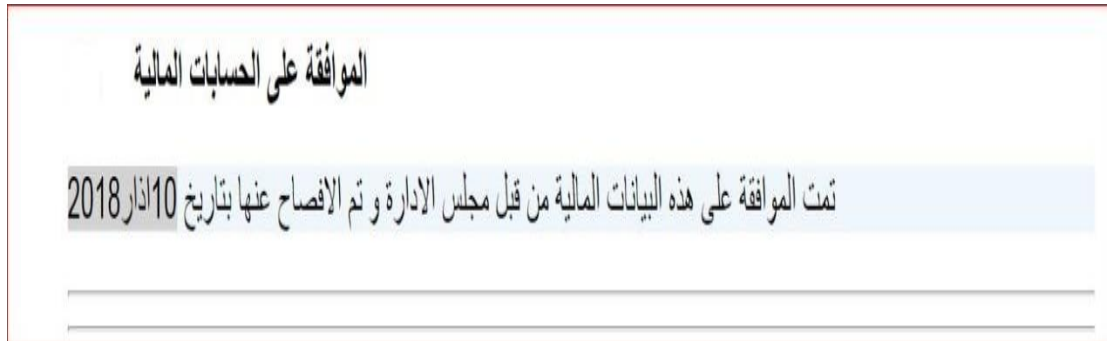 الموافقة على الحسابات المالية
تمت الموافقة على هذه البيانات المالية من قبل مجلس الادارة و تم الافصاح عنها بتاريخ 10اذار2018